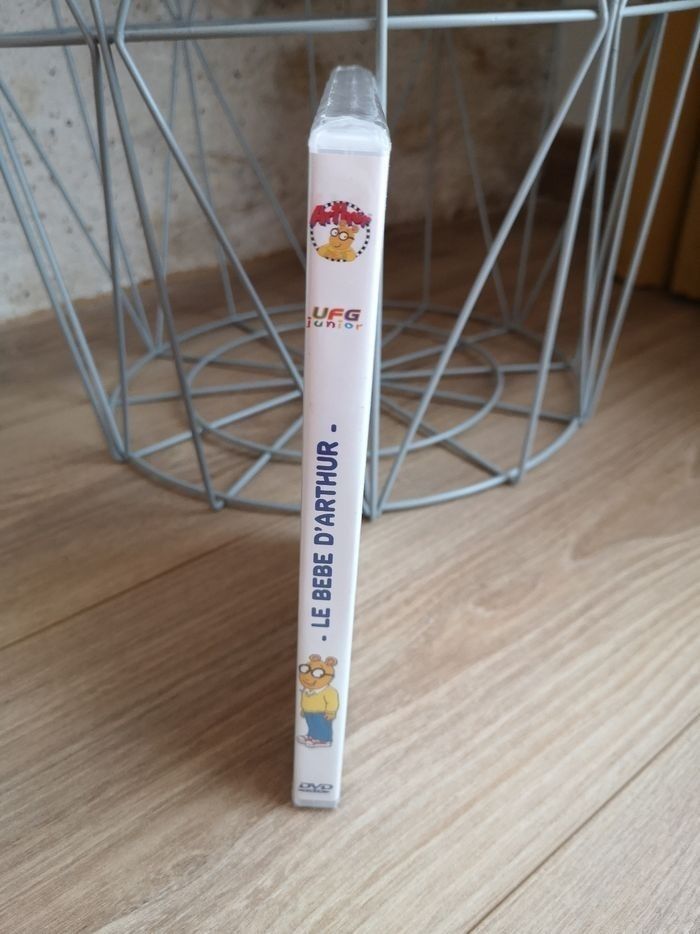 Arthur
UFG
junior
- LE BEBE D'ARTHUR -
DVD